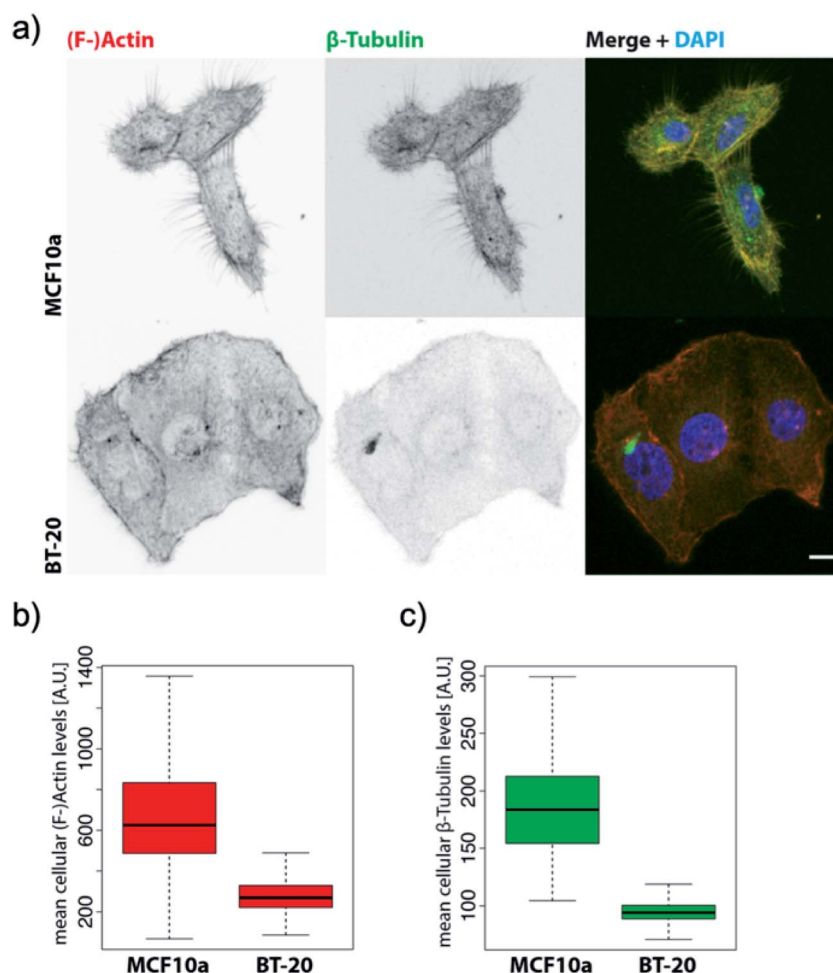 a)
(F-)Actin
β-Tubulin
Merge + DAPI
MCF10a
BT-20
b)
mean cellular (F-)Actin levels [A.U.]
1400
1000
600
200
MCF10a
BT-20
c)
mean cellular β-Tubulin levels [A.U.]
300
250
200
150
100
MCF10a
BT-20